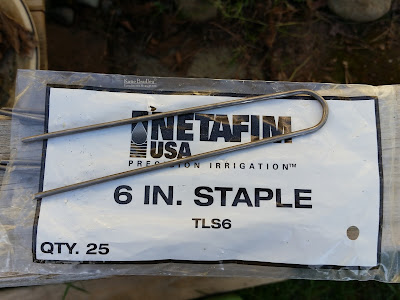 NETAFIM
USA
PRECISION IRRIGATION™
6 IN. STAPLE
TLS6
QTY. 25